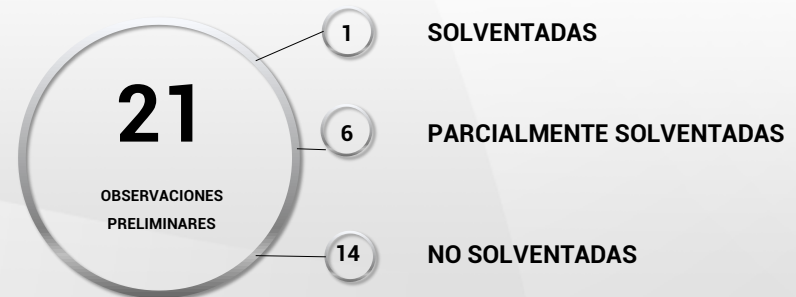 21
OBSERVACIONES
PRELIMINARES
1 SOLVENTADAS
6 PARCIALMENTE SOLVENTADAS
14 NO SOLVENTADAS